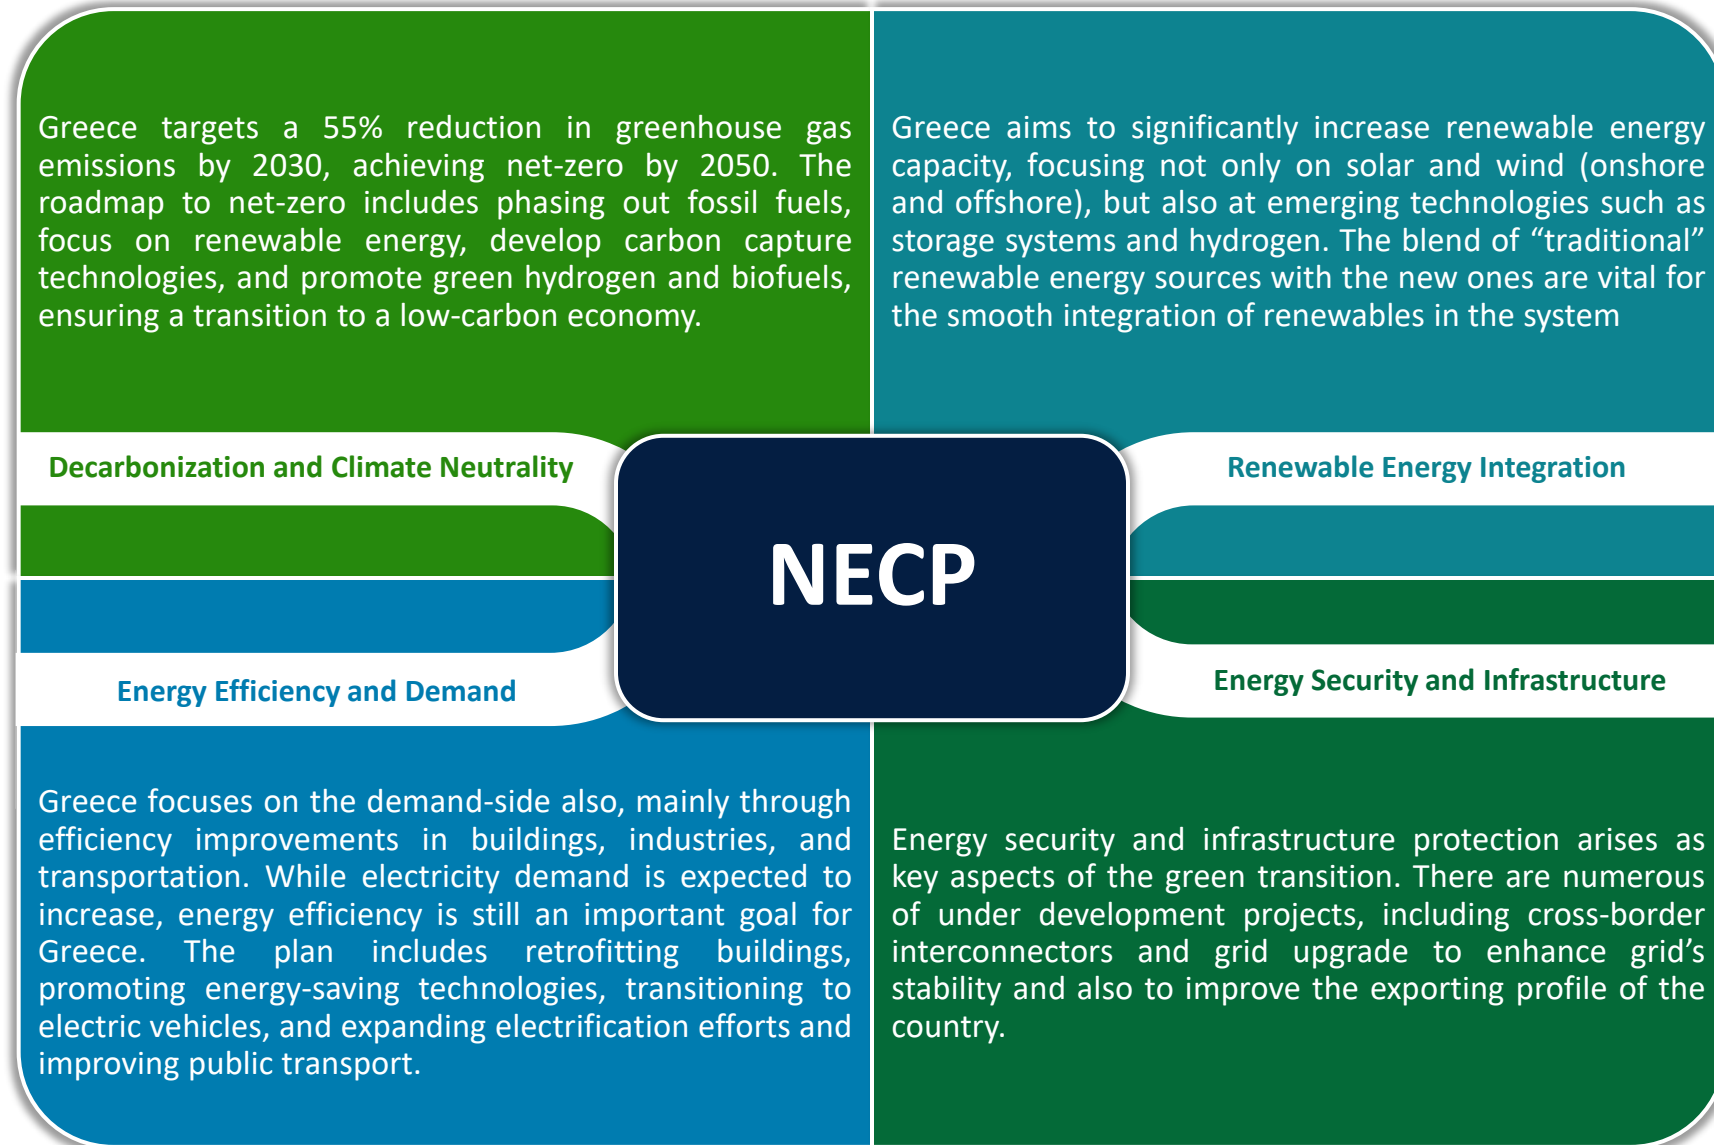 Greece targets a 55% reduction in greenhouse gas
emissions by 2030, achieving net-zero by 2050. The
roadmap to net-zero includes phasing out fossil fuels,
focus on renewable energy, develop carbon capture
technologies, and promote green hydrogen and biofuels,
ensuring a transition to a low-carbon economy.
Decarbonization and Climate Neutrality
Greece aims to significantly increase renewable energy
capacity, focusing not only on solar and wind (onshore
and offshore), but also at emerging technologies such as
storage systems and hydrogen. The blend of “traditional”
renewable energy sources with the new ones are vital for
the smooth integration of renewables in the system
Renewable Energy Integration
NECP
Energy Efficiency and Demand
Greece focuses on the demand-side also, mainly through
efficiency improvements in buildings, industries, and
transportation. While electricity demand is expected to
increase, energy efficiency is still an important goal for
Greece. The plan includes retrofitting buildings,
promoting energy-saving technologies, transitioning to
electric vehicles, and expanding electrification efforts and
improving public transport.
Energy Security and Infrastructure
Energy security and infrastructure protection arises as
key aspects of the green transition. There are numerous
of under development projects, including cross-border
interconnectors and grid upgrade to enhance grid’s
stability and also to improve the exporting profile of the
country.